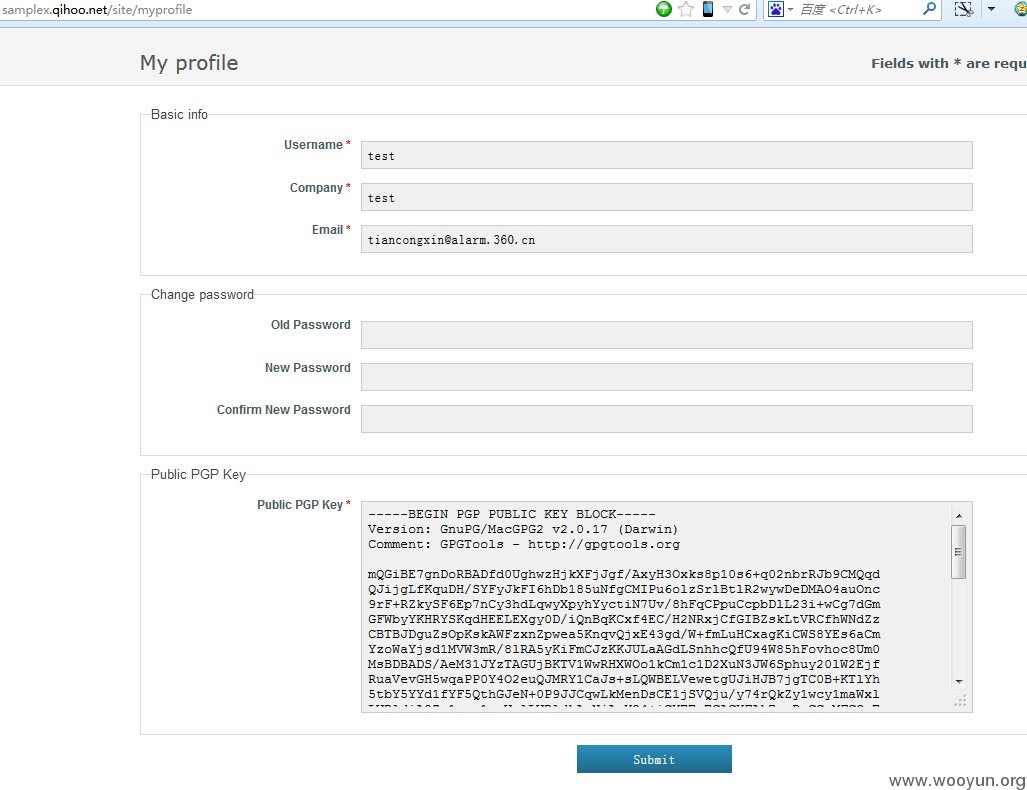 samplex.qihoo.net/site/myprofile
百度 <Ctrl+K>
My profile
Fields with * are requ
Basic info
Username *
test
Company *
test
Email *
tiancongxin@alarm.360.cn
Change password
Old Password
New Password
Confirm New Password
Public PGP Key
Public PGP Key *
-----BEGIN PGP PUBLIC KEY BLOCK-----
Version: GnuPG/MacGPG2 v2.0.17 (Darwin)
Comment: GPGTools - http://gpgtools.org
mQGiBE7gnDoRBADfd0UghwzHjkXFjJgf/AxyH3Oxks8p10s6+q02nbrRJb9CMQqd
QJijgLfKquDH/SYFyJkFI6hDb185uNfgCMIPu6olzSrlBtlR2wywDeDMAO4auOnc
9rF+RZkySF6Ep7nCy3hdLqwyXpyhYyctiN7Uv/8hFqCPpuCcpbDlL23i+wCg7dGm
GFWbyYKHRYSKqdHEELEXgy0D/iQnBqKCxf4EC/H2NRxjCfGIBZskLtVRCfhWNdZz
CBTBJDguZsOpKskAWFzxnZpwea5KnqvQjxE43gd/W+fmLuHCxagKiCWS8YEs6aCm
YzoWaYjsd1MVW3mR/8lRA5yKiFmCJzKKJULaAGdLSnhhcQfU94W85hFovhoc8Um0
MsBDBADS/AeM31JYzTAGUjBKTV1WwRHXWOo1kCm1c1D2XuN3JW6Sphuy20lW2Ejf
RuaVevGH5wqaPP0Y4O2euQJMRY1CaJs+sLQWBELVewetgUJiHJB7jgTC0B+KTlYh
5tbY5YYd1fYF5QthGJeN+0P9JJCqwLkMenDsCE1jSVQju/y74rQkZy1wcy1maWxl
Submit
www.wooyun.org